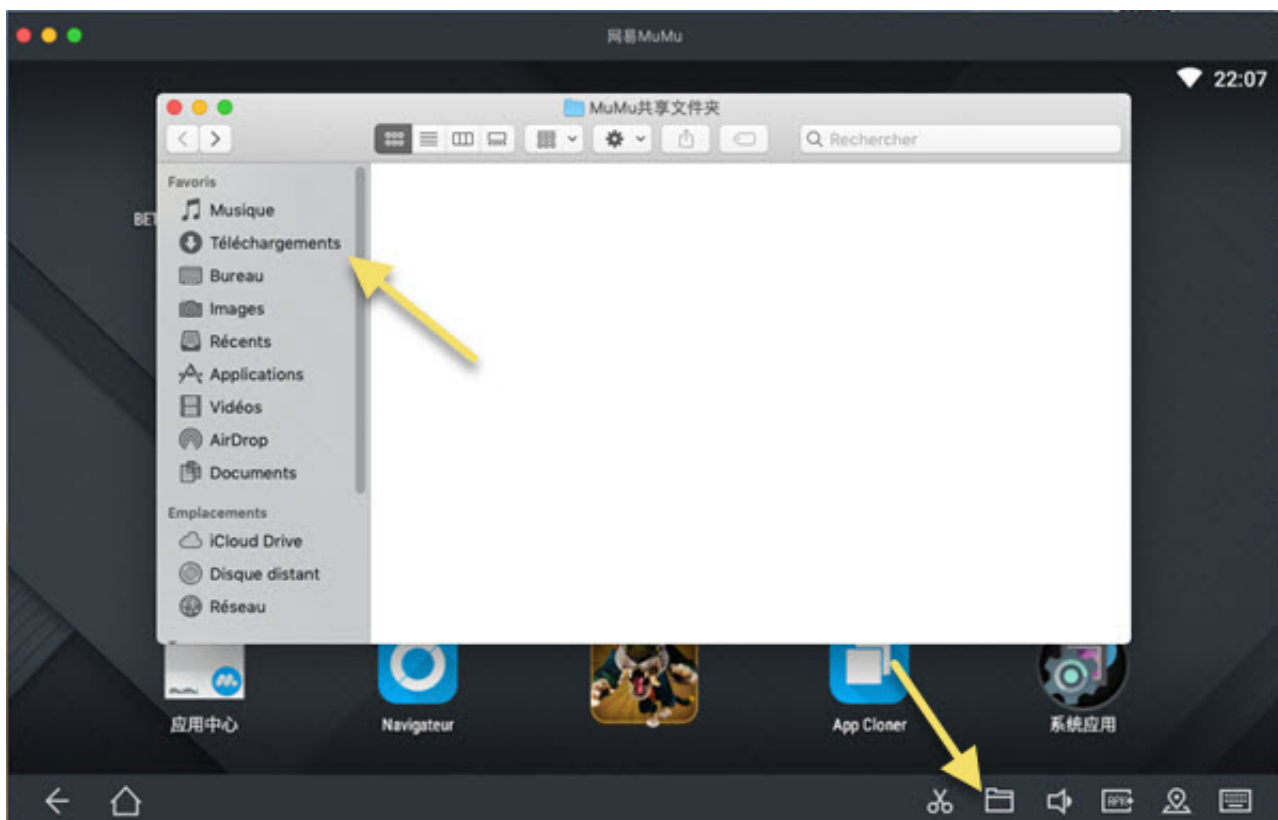 网易MuMu
22:07
MuMu共享文件夹
Rechercher
Favoris
BET
Musique
Téléchargements
Bureau
Images
Récents
Applications
Vidéos
AirDrop
Documents
Emplacements
iCloud Drive
Disque distant
Réseau
应用中心
Navigateur
App Cloner
系统应用
APK